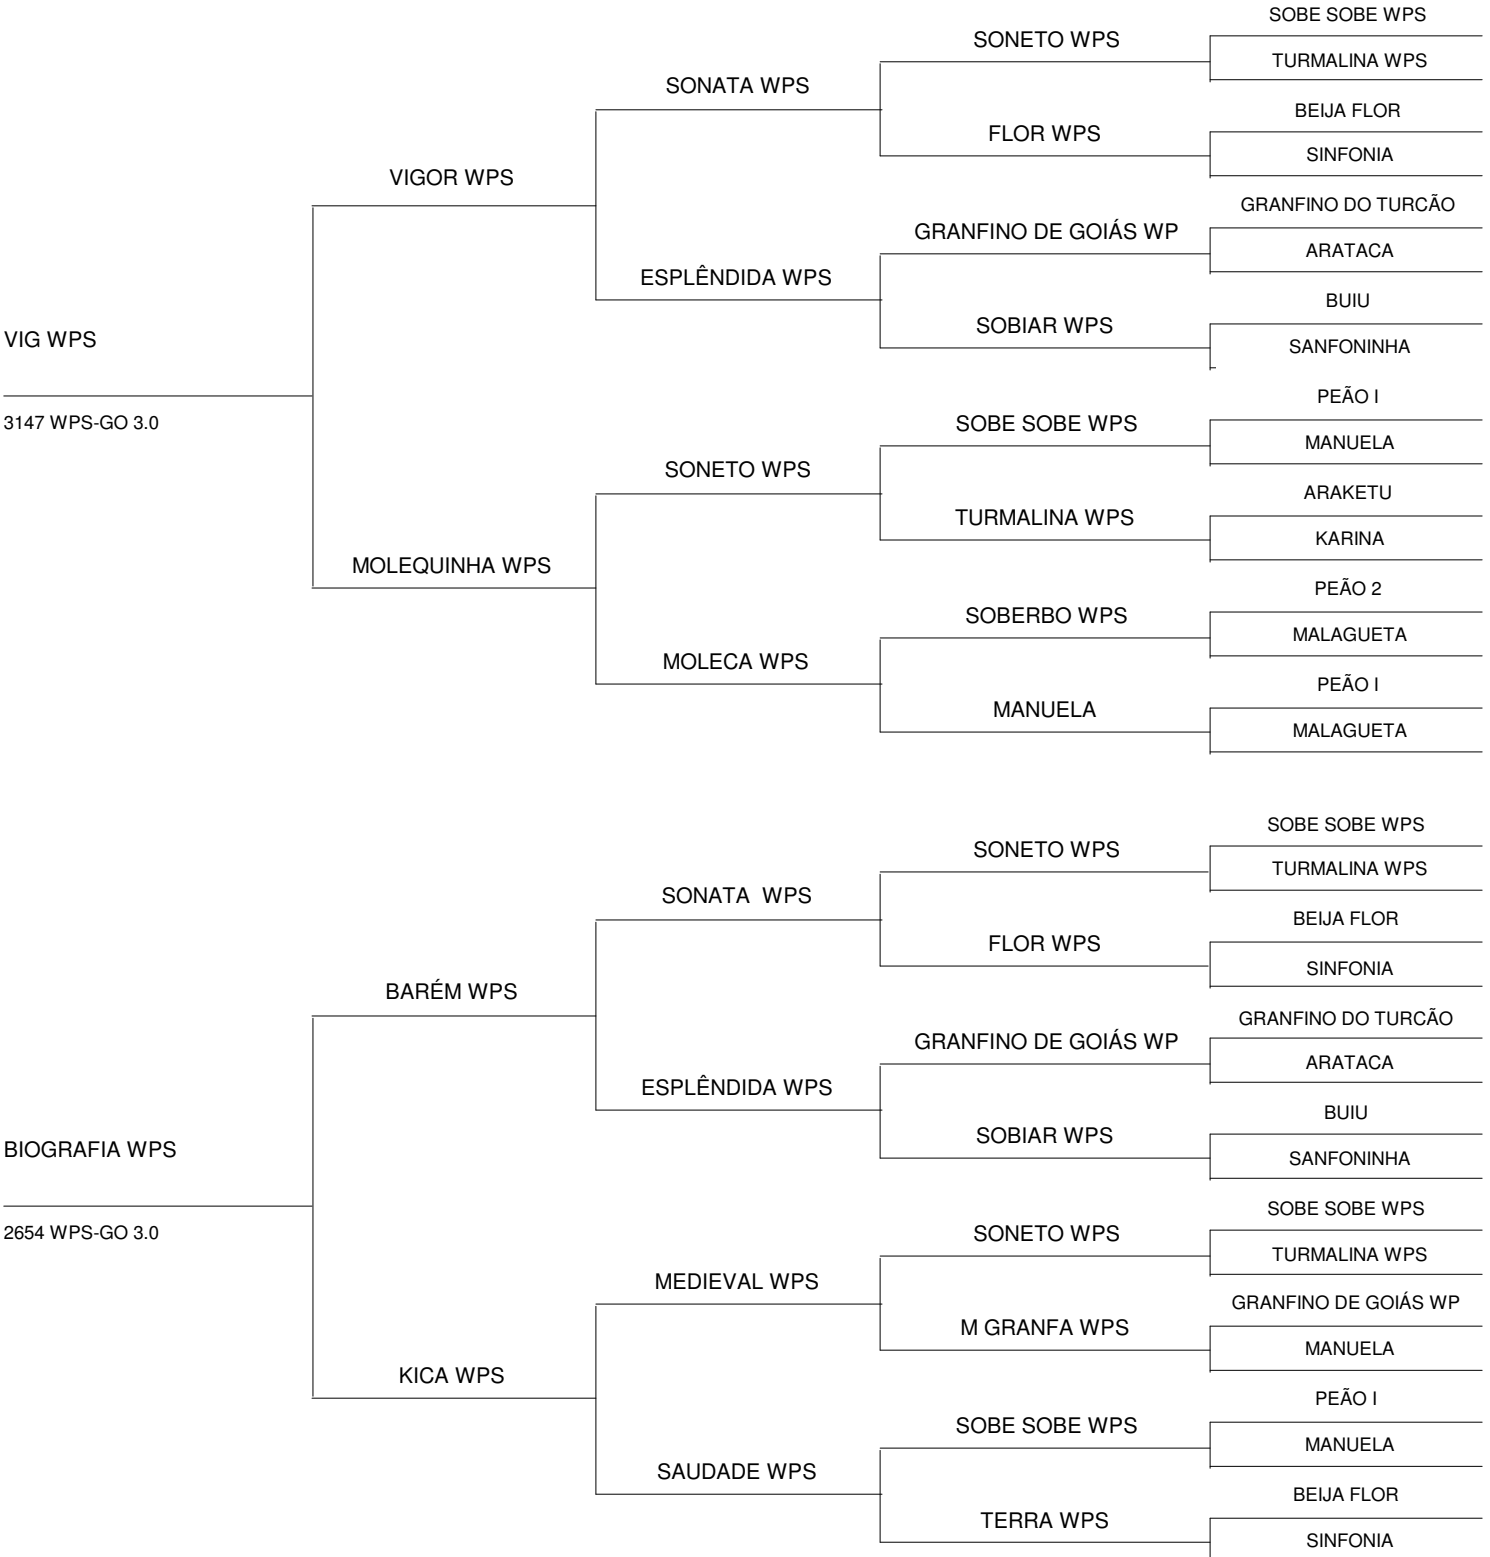 SOBE SOBE WPS
SONETO WPS
TURMALINA WPS
SONATA WPS
BEIJA FLOR
FLOR WPS
SINFONIA
VIGOR WPS
GRANFINO DO TURCÃO
GRANFINO DE GOIÁS WP
ARATACA
ESPLÊNDIDA WPS
BUIU
SOBIAR WPS
VIG WPS
SANFONINHA
PEÃO I
3147 WPS-GO 3.0
SOBE SOBE WPS
MANUELA
SONETO WPS
ARAKETU
TURMALINA WPS
KARINA
MOLEQUINHA WPS
PEÃO 2
SOBERBO WPS
MALAGUETA
MOLECA WPS
PEÃO I
MANUELA
MALAGUETA
SOBE SOBE WPS
SONETO WPS
TURMALINA WPS
SONATA WPS
BEIJA FLOR
FLOR WPS
SINFONIA
BARÉM WPS
GRANFINO DO TURCÃO
GRANFINO DE GOIÁS WP
ARATACA
ESPLÊNDIDA WPS
BUIU
SOBIAR WPS
BIOGRAFIA WPS
SANFONINHA
SOBE SOBE WPS
2654 WPS-GO 3.0
SONETO WPS
TURMALINA WPS
MEDIEVAL WPS
GRANFINO DE GOIÁS WP
M GRANFA WPS
MANUELA
KICA WPS
PEÃO I
SOBE SOBE WPS
MANUELA
SAUDADE WPS
BEIJA FLOR
TERRA WPS
SINFONIA